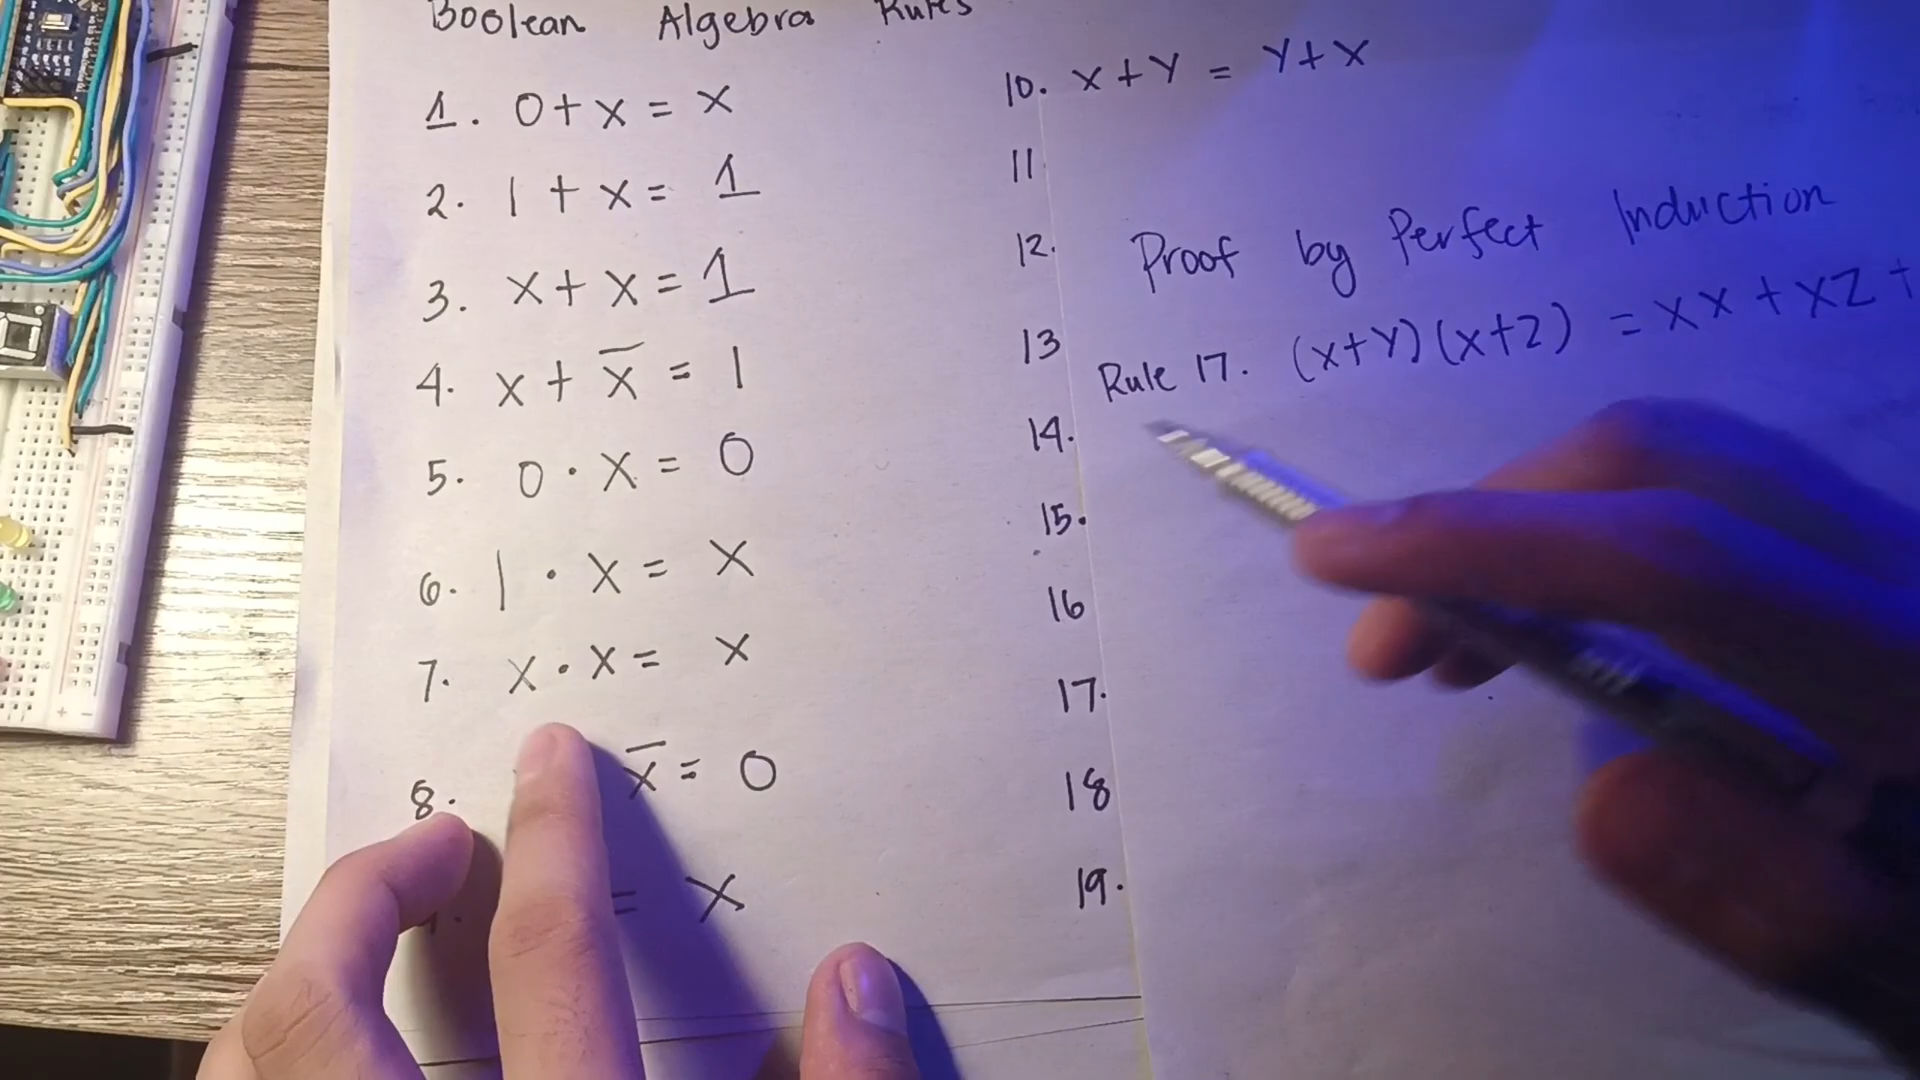 Boolean Algebra Rules
1. 0 + x = x
2. 1 + x = 1
3. x + x = 1
4. x + x̅ = 1
5. 0 · x = 0
6. 1 · x = x
7. x · x = x
8. x̅ = 0
= x
10. x + y = y + x
11
12.
13
14.
15.
16
17.
18
19.
Proof by Perfect Induction
Rule 17. (x+y)(x+z) = xx + xz +